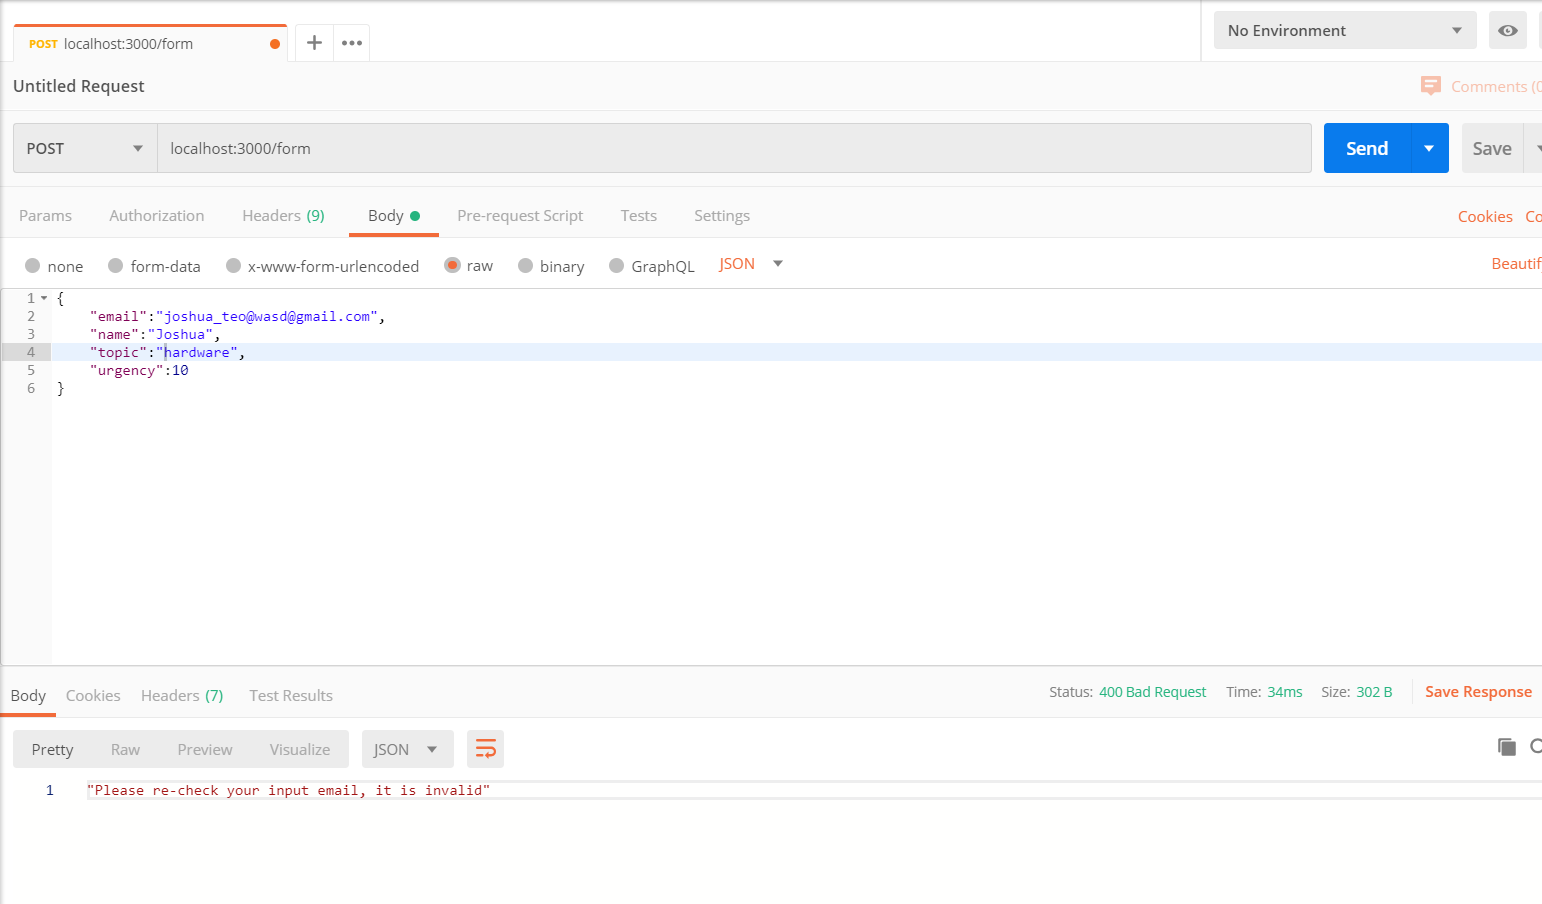 POST localhost:3000/form
No Environment
Untitled Request
Comments (0
POST localhost:3000/form Send Save
Params Authorization Headers (9) Body Pre-request Script Tests Settings Cookies Co
none form-data x-www-form-urlencoded raw binary GraphQL JSON Beautif
1 {
2 "email":"joshua_teo@wasd@gmail.com",
3 "name":"Joshua",
4 "topic":"hardware",
5 "urgency":10
6 }
Body Cookies Headers (7) Test Results Status: 400 Bad Request Time: 34ms Size: 302 B Save Response
Pretty Raw Preview Visualize JSON
1 "Please re-check your input email, it is invalid"